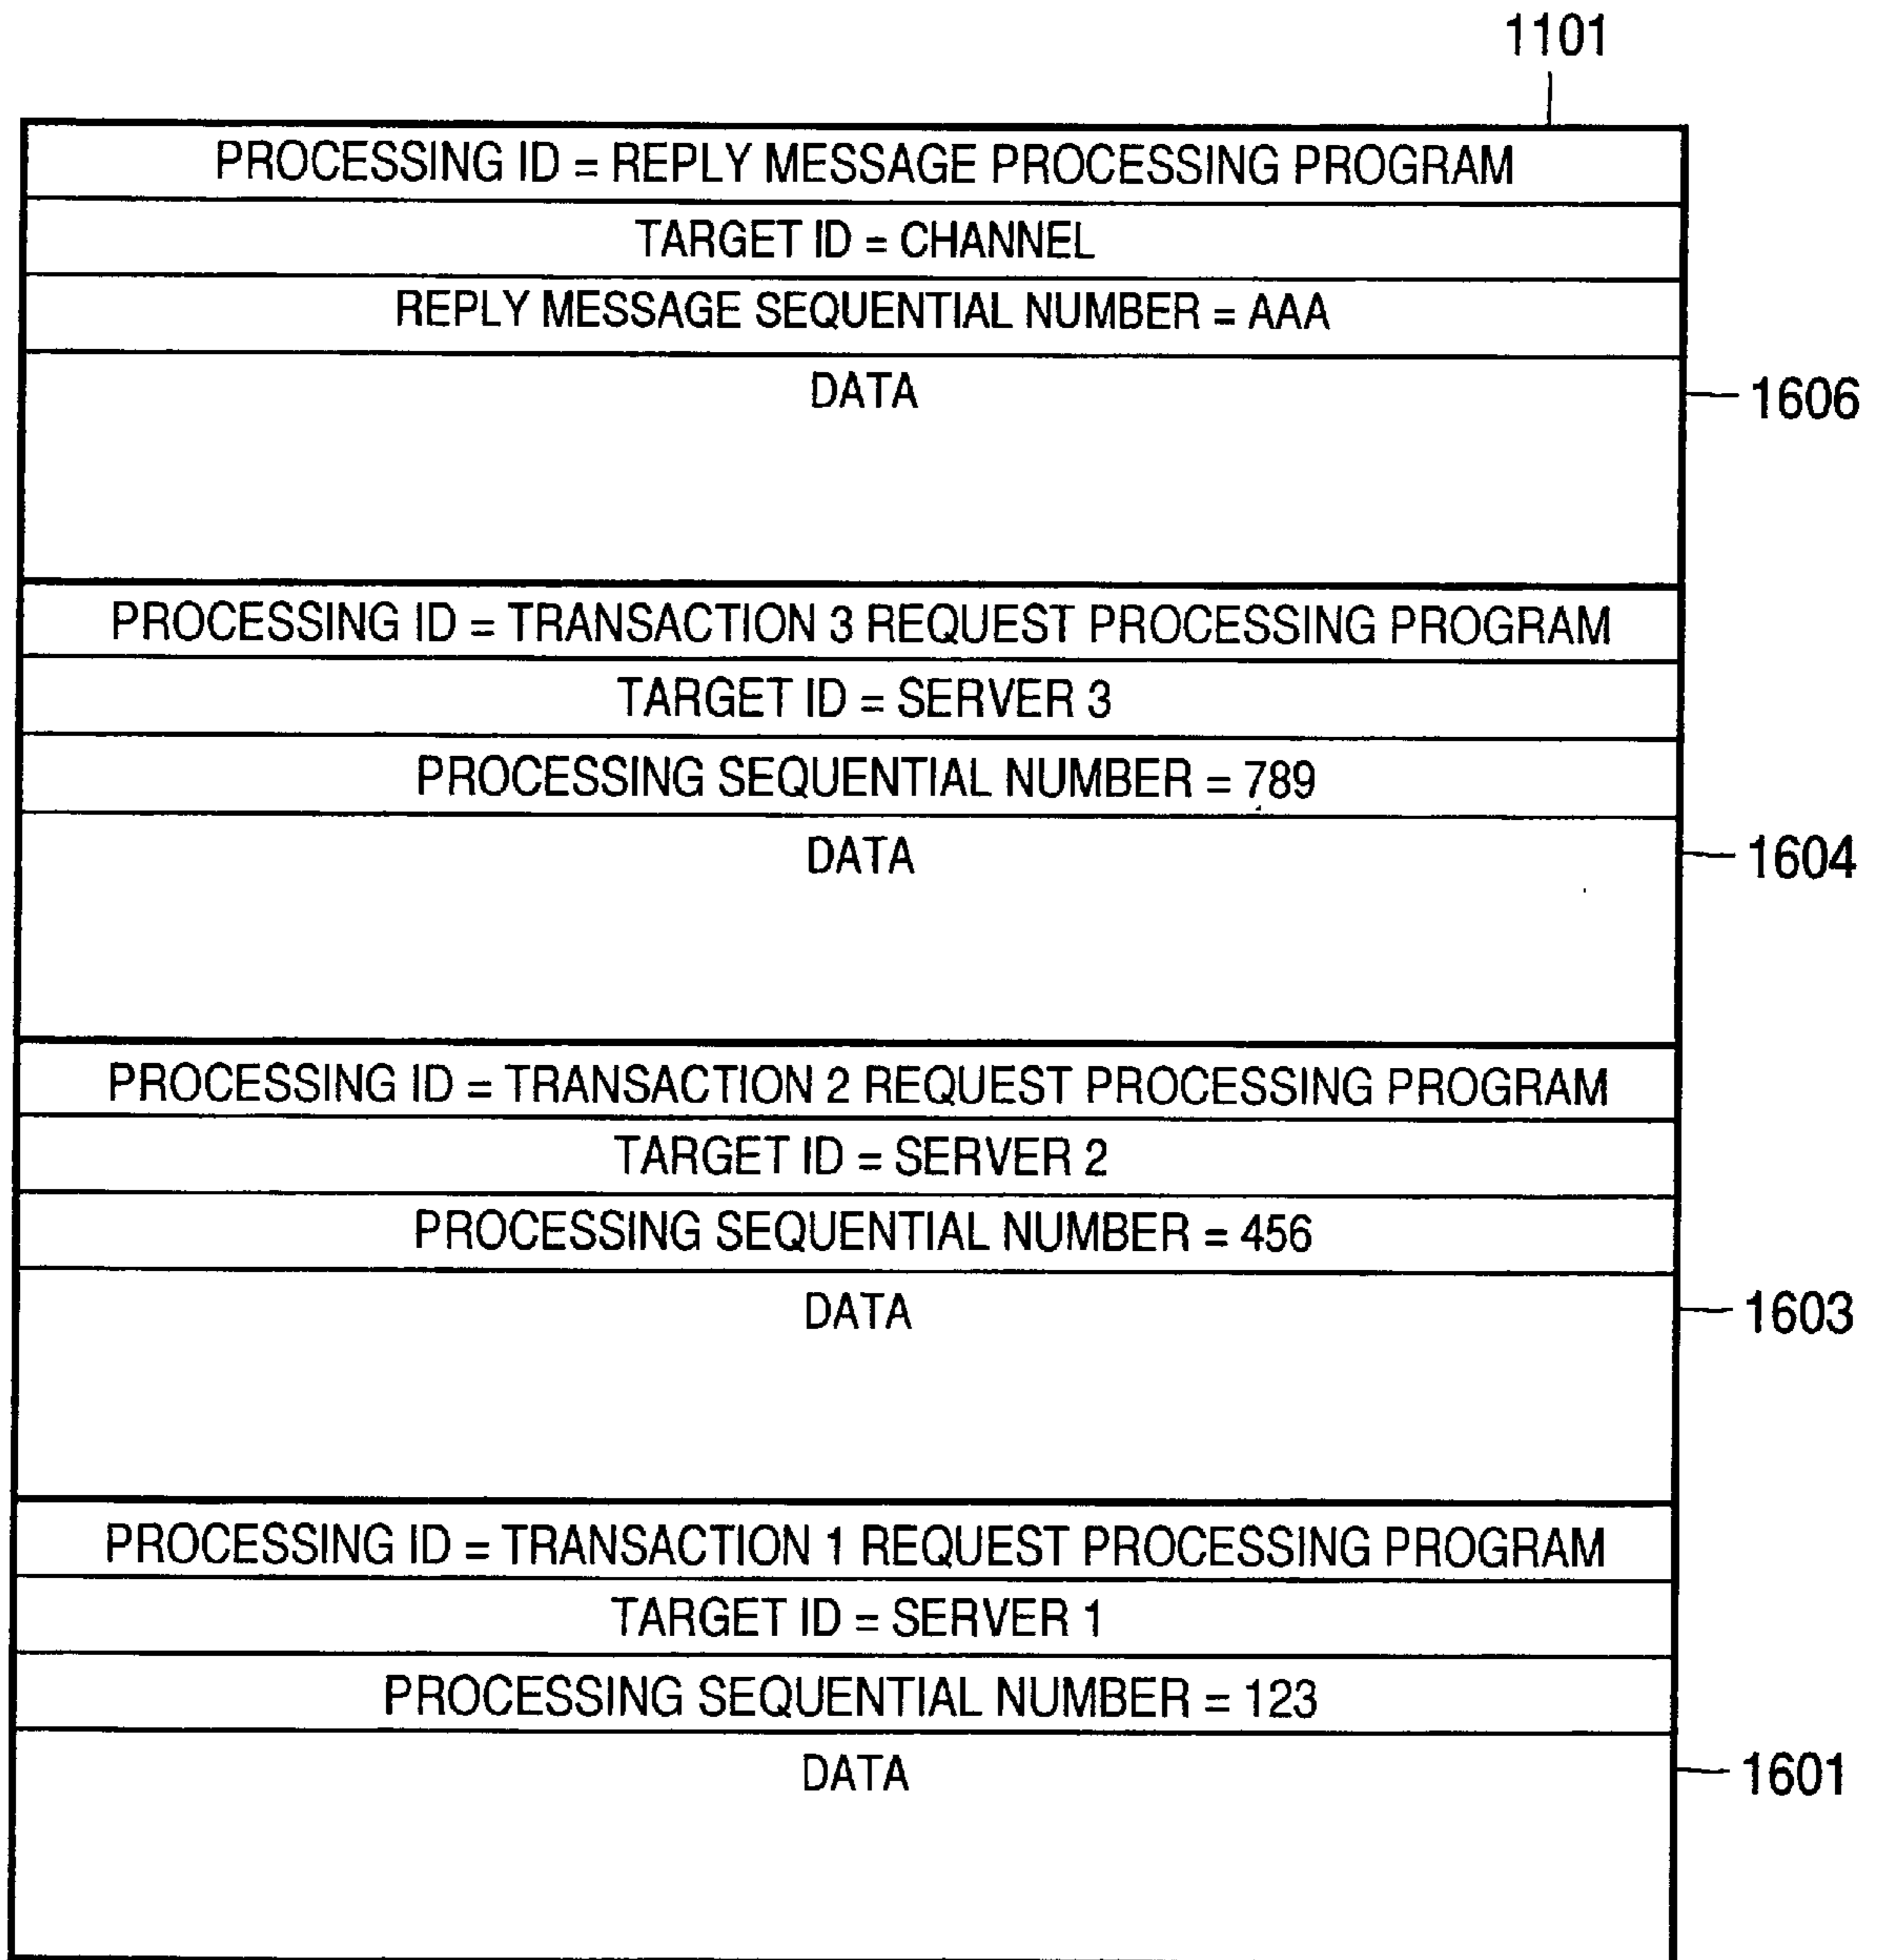 1101
PROCESSING ID = REPLY MESSAGE PROCESSING PROGRAM
TARGET ID = CHANNEL
REPLY MESSAGE SEQUENTIAL NUMBER = AAA
DATA
1606
PROCESSING ID = TRANSACTION 3 REQUEST PROCESSING PROGRAM
TARGET ID = SERVER 3
PROCESSING SEQUENTIAL NUMBER = 789
DATA
1604
PROCESSING ID = TRANSACTION 2 REQUEST PROCESSING PROGRAM
TARGET ID = SERVER 2
PROCESSING SEQUENTIAL NUMBER = 456
DATA
1603
PROCESSING ID = TRANSACTION 1 REQUEST PROCESSING PROGRAM
TARGET ID = SERVER 1
PROCESSING SEQUENTIAL NUMBER = 123
DATA
1601